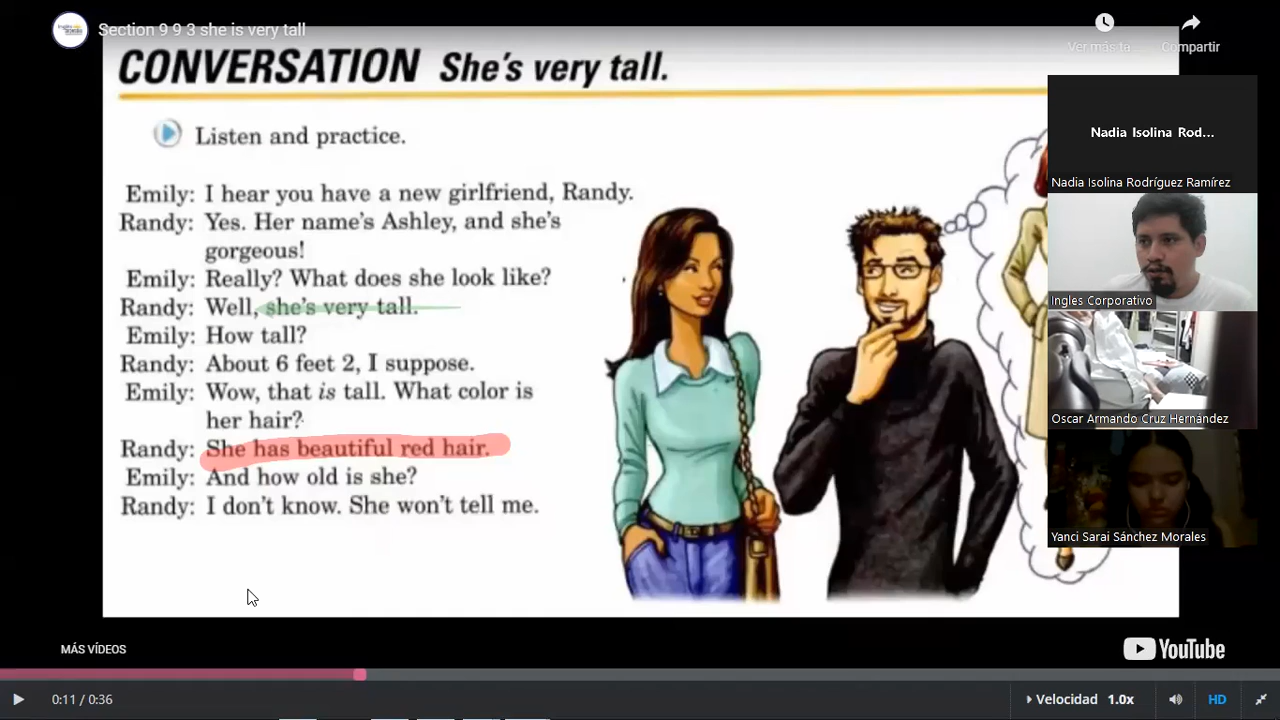 Section 9 9 3 she is very tall
Ver más ta...
Compartir
CONVERSATION She's very tall.
Listen and practice.
Emily: I hear you have a new girlfriend, Randy.
Randy: Yes. Her name's Ashley, and she's
gorgeous!
Emily: Really? What does she look like?
Randy: Well, she's very tall.
Emily: How tall?
Randy: About 6 feet 2, I suppose.
Emily: Wow, that is tall. What color is
her hair?
Randy: She has beautiful red hair.
Emily: And how old is she?
Randy: I don't know. She won't tell me.
Nadia Isolina Rod...
Nadia Isolina Rodríguez Ramírez
Ingles Corporativo
Oscar Armando Cruz Hernández
Yanci Sarai Sánchez Morales
MÁS VÍDEOS
YouTube
0:11 / 0:36
Velocidad 1.0x
HD